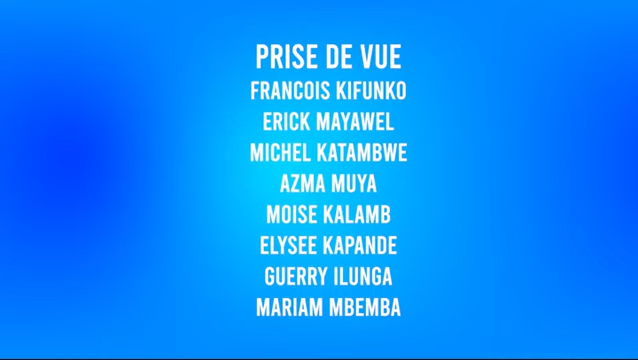 PRISE DE VUE
FRANCOIS KIFUNKO
ERICK MAYAWEL
MICHEL KATAMBWE
AZMA MUYA
MOISE KALAMB
ELYSEE KAPANDE
GUERRY ILUNGA
MARIAM MBEMBA